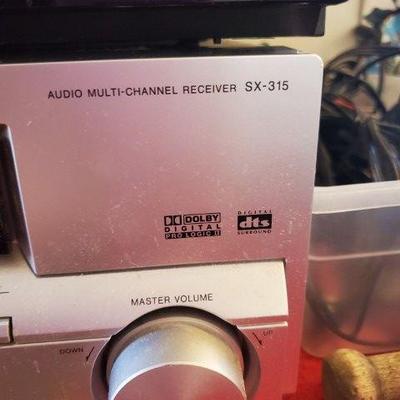 AUDIO MULTI-CHANNEL RECEIVER SX-315
DOLBY
DIGITAL
PRO LOGIC II
DIGITAL
dts
SURROUND
MASTER VOLUME
DOWN
UP